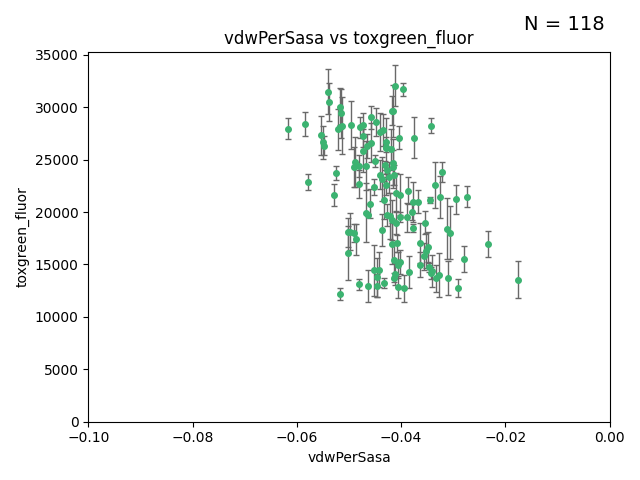 N = 118
vdwPerSasa vs toxgreen_fluor
35000
30000
25000
20000
15000
10000
5000
0
toxgreen_fluor
−0.10 −0.08 −0.06 −0.04 −0.02 0.00
vdwPerSasa